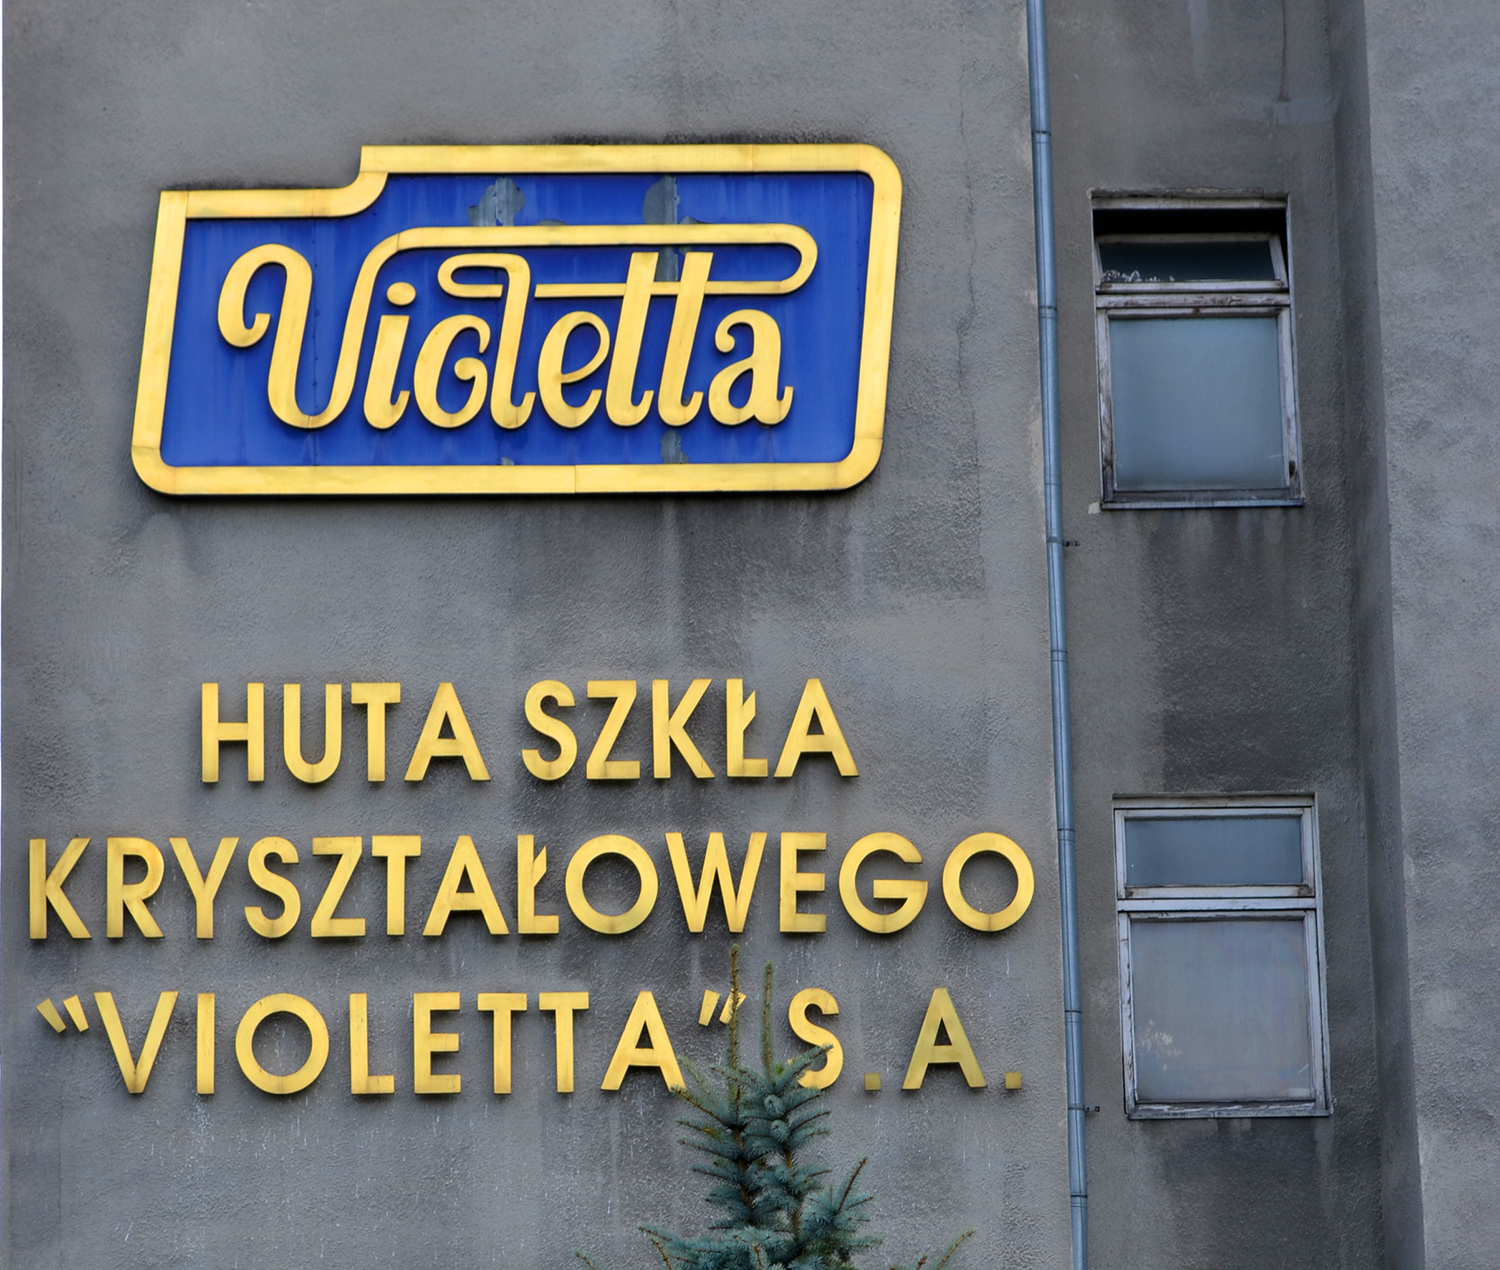 Violetta
HUTA SZKŁA
KRYSZTAŁOWEGO
"VIOLETTA" S.A.